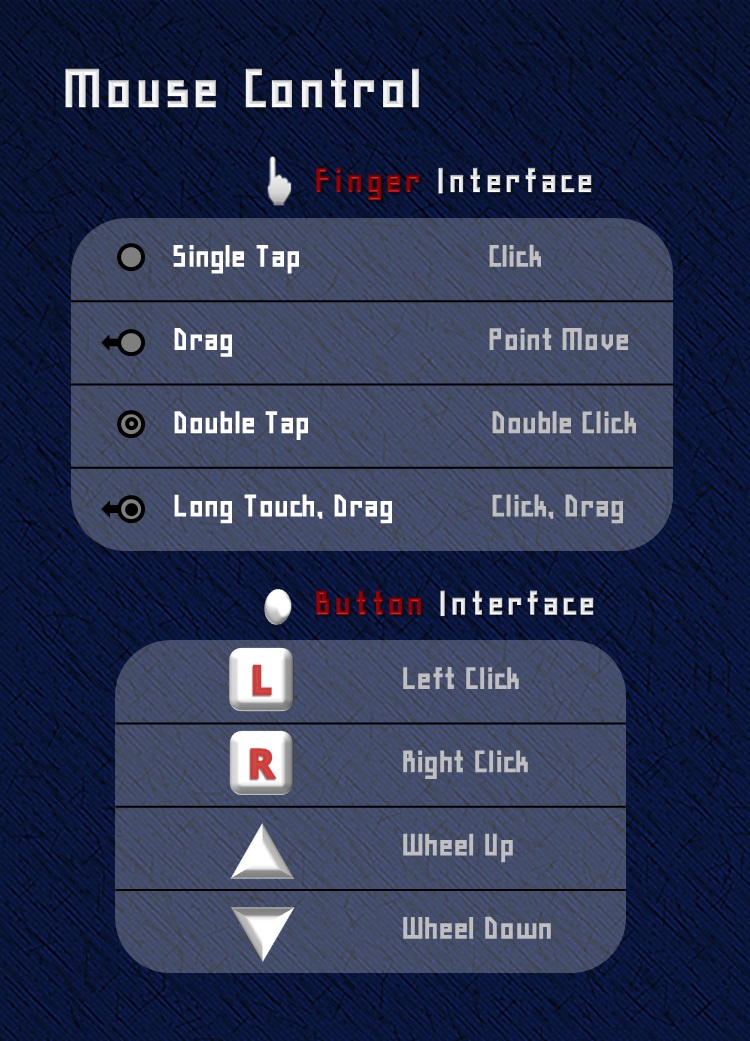 Mouse Control
Finger Interface
Single Tap Click
Drag Point Move
Double Tap Double Click
Long Touch, Drag Click, Drag
Button Interface
L Left Click
R Right Click
Wheel Up
Wheel Down